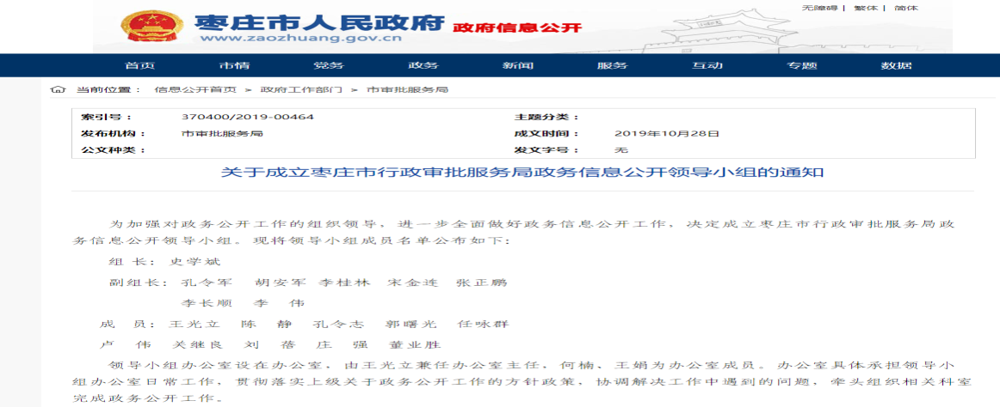 无障碍 | 繁体 | 简体
枣庄市人民政府 政府信息公开
www.zaozhuang.gov.cn
首页 市情 党务 政务 新闻 服务 互动 专题 数据
当前位置： 信息公开首页 > 政府工作部门 > 市审批服务局
索引号： 370400/2019-00464 主题分类：
发布机构： 市审批服务局 成文时间： 2019年10月28日
公文种类： 发文字号： 无
关于成立枣庄市行政审批服务局政务信息公开领导小组的通知
为加强对政务公开工作的组织领导，进一步全面做好政务信息公开工作，决定成立枣庄市行政审批服务局政
务信息公开领导小组。现将领导小组成员名单公布如下：
组 长： 史学斌
副组长： 孔令军 胡安军 李桂林 宋金连 张正鹏
李长顺 李 伟
成 员： 王光立 陈 静 孔令志 郭曙光 任咏群
卢 伟 关继良 刘 蓓 庄 强 董业胜
领导小组办公室设在办公室，由王光立兼任办公室主任，何楠、王娟为办公室成员。办公室具体承担领导小
组办公室日常工作，贯彻落实上级关于政务公开工作的方针政策，协调解决工作中遇到的问题，牵头组织相关科室
完成政务公开工作。